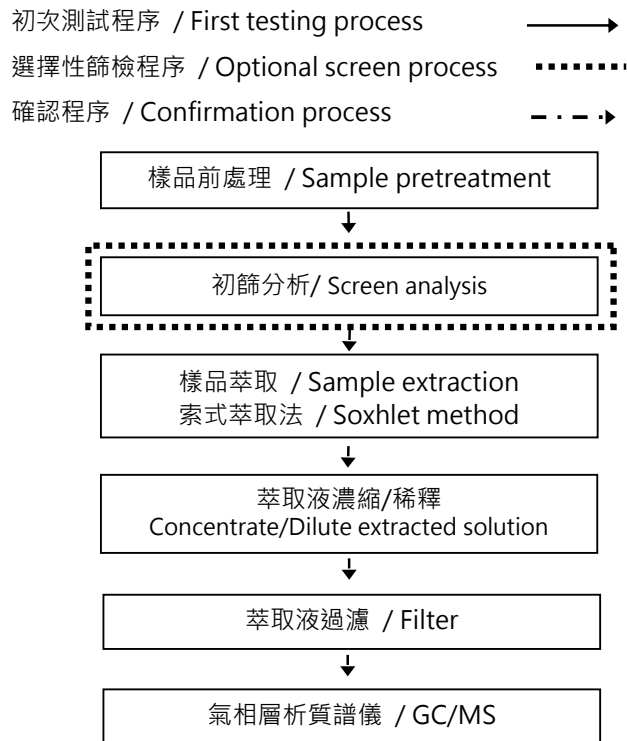 初次測試程序 / First testing process
選擇性篩檢程序 / Optional screen process
確認程序 / Confirmation process
樣品前處理 / Sample pretreatment
初篩分析/ Screen analysis
樣品萃取 / Sample extraction
索式萃取法 / Soxhlet method
萃取液濃縮/稀釋
Concentrate/Dilute extracted solution
萃取液過濾 / Filter
氣相層析質譜儀 / GC/MS